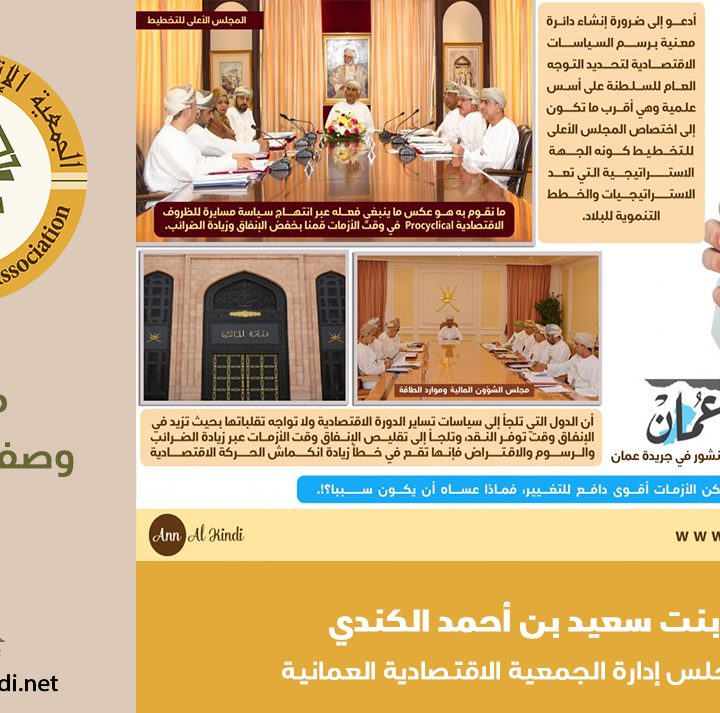 المجلس الأعلى للتخطيط
أدعو إلى ضرورة إنشاء دائرة
معنية برسم السياسات
الاقتصادية لتحديد التوجه
العام للسلطنة على أسس
علمية وهي أقرب ما تكون
إلى اختصاص المجلس الأعلى
للتخطيط كونه الجهة
الاستراتيجية التي تعد
الاستراتيجيات والخطط
التنموية للبلاد.
ما نقوم به هو عكس ما ينبغي فعله عبر انتهاج سياسة مسايرة للظروف
الاقتصادية Procyclical في وقت الأزمات قمنا بخفض الإنفاق وزيادة الضرائب.
مجلس الشؤون المالية وموارد الطاقة
أن الدول التي تلجأ إلى سياسات تساير الدورة الاقتصادية ولا تواجه تقلباتها بحيث تزيد في
الإنفاق وقت توفر النقد، وتلجأ إلى تقليص الإنفاق وقت الأزمات عبر زيادة الضرائب
والرسوم والاقتراض فإنها تقع في خطأ زيادة انكماش الحركة الاقتصادية
عمان
نشور في جريدة عمان
كن الأزمات أقوى دافع للتغيير، فماذا عساه أن يكون سببا؟!.
Ann Al Kindi
www.
بنت سعيد بن أحمد الكندي
جلس إدارة الجمعية الاقتصادية العمانية
الجمعية الإ
Association
وصف
di.net